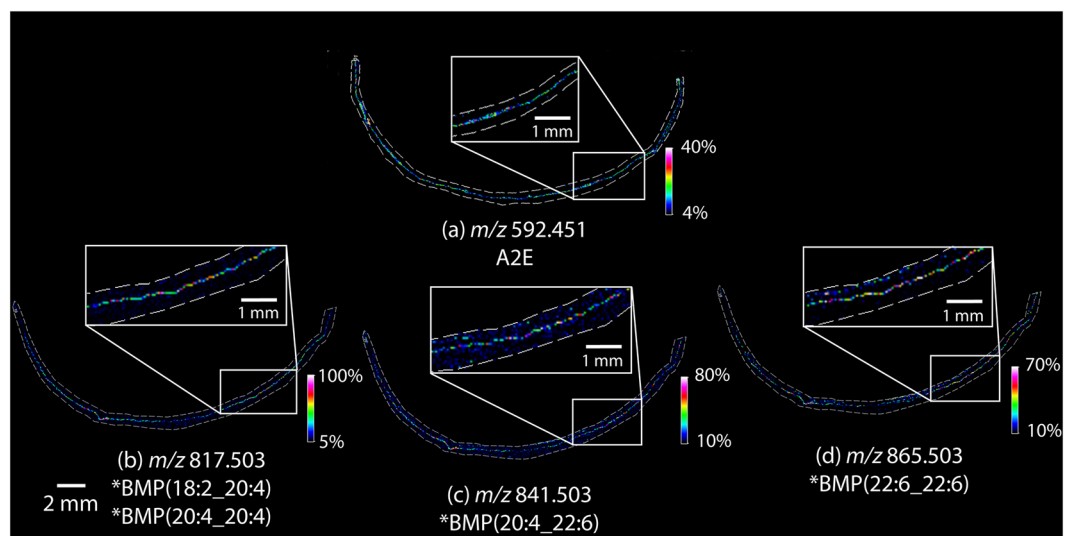 1 mm
40%
4%
(a) m/z 592.451
A2E
1 mm
100%
5%
(b) m/z 817.503
*BMP(18:2_20:4)
*BMP(20:4_20:4)
2 mm
1 mm
80%
10%
(c) m/z 841.503
*BMP(20:4_22:6)
1 mm
70%
10%
(d) m/z 865.503
*BMP(22:6_22:6)